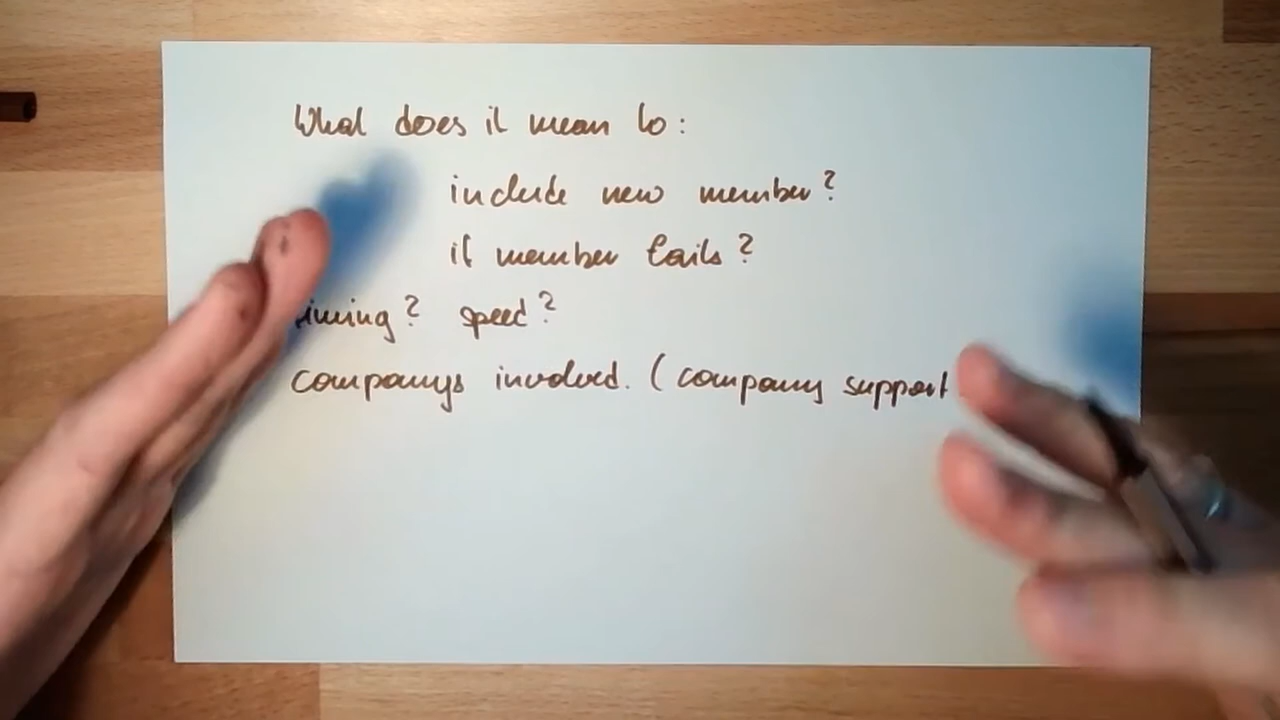 What does it mean to:
include new member?
if member fails?
iming? speed?
companys involved. (company support